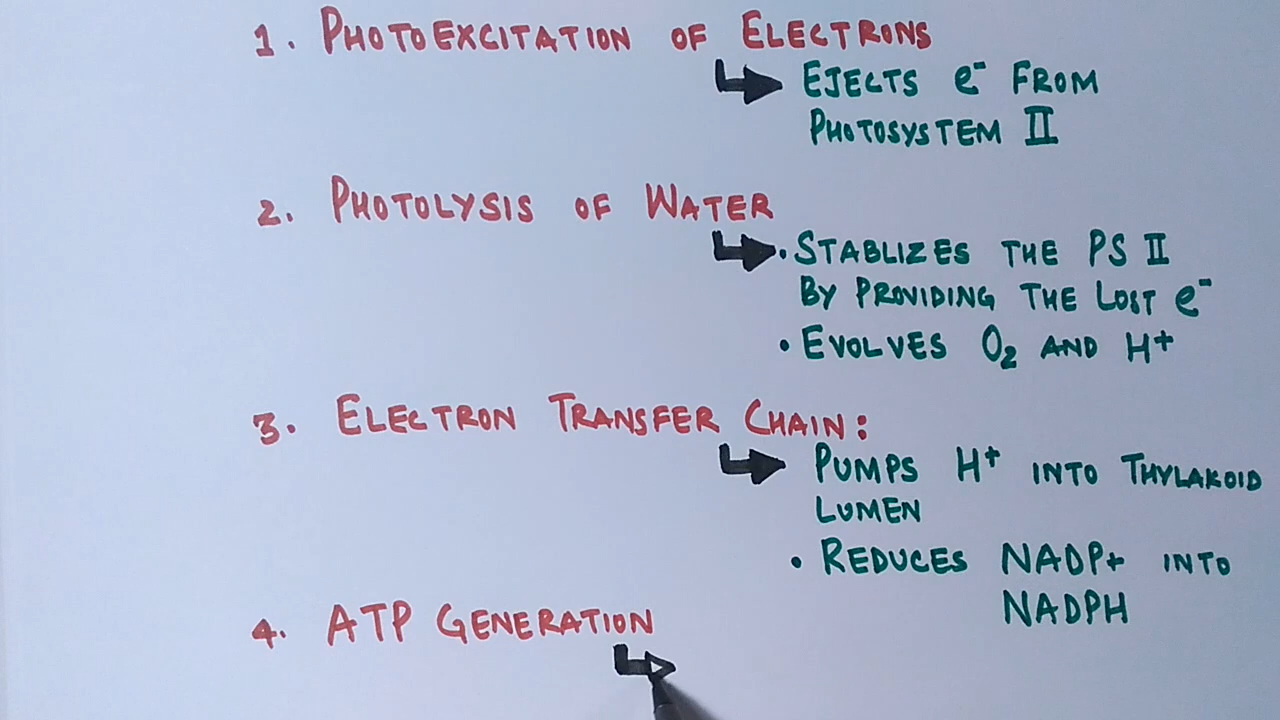 1. PHOTOEXCITATION OF ELECTRONS
EJECTS e⁻ FROM
PHOTOSYSTEM II
2. PHOTOLYSIS OF WATER
• STABLIZES THE PS II
BY PROVIDING THE LOST e⁻
• EVOLVES O₂ AND H+
3. ELECTRON TRANSFER CHAIN:
PUMPS H⁺ INTO THYLAKOID
LUMEN
• REDUCES NADP+ INTO
NADPH
4. ATP GENERATION